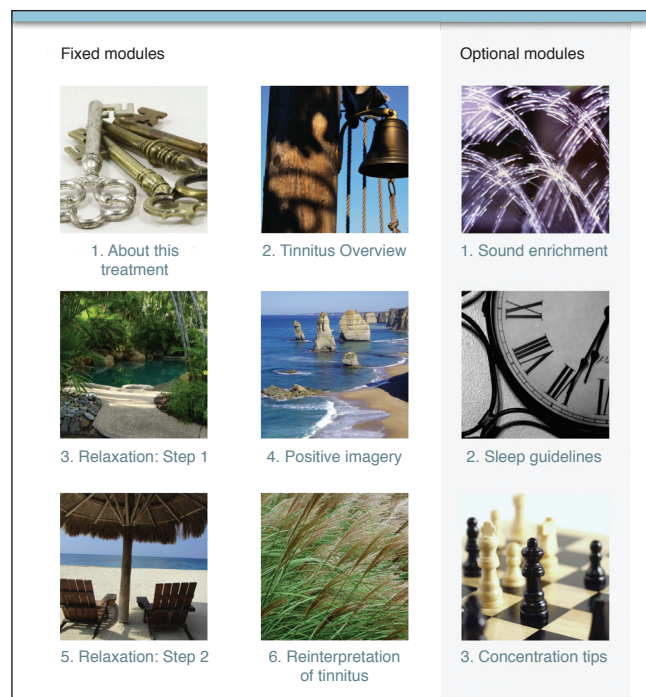 Fixed modules
Optional modules
1. About this
treatment
2. Tinnitus Overview
1. Sound enrichment
3. Relaxation: Step 1
4. Positive imagery
2. Sleep guidelines
5. Relaxation: Step 2
6. Reinterpretation
of tinnitus
3. Concentration tips